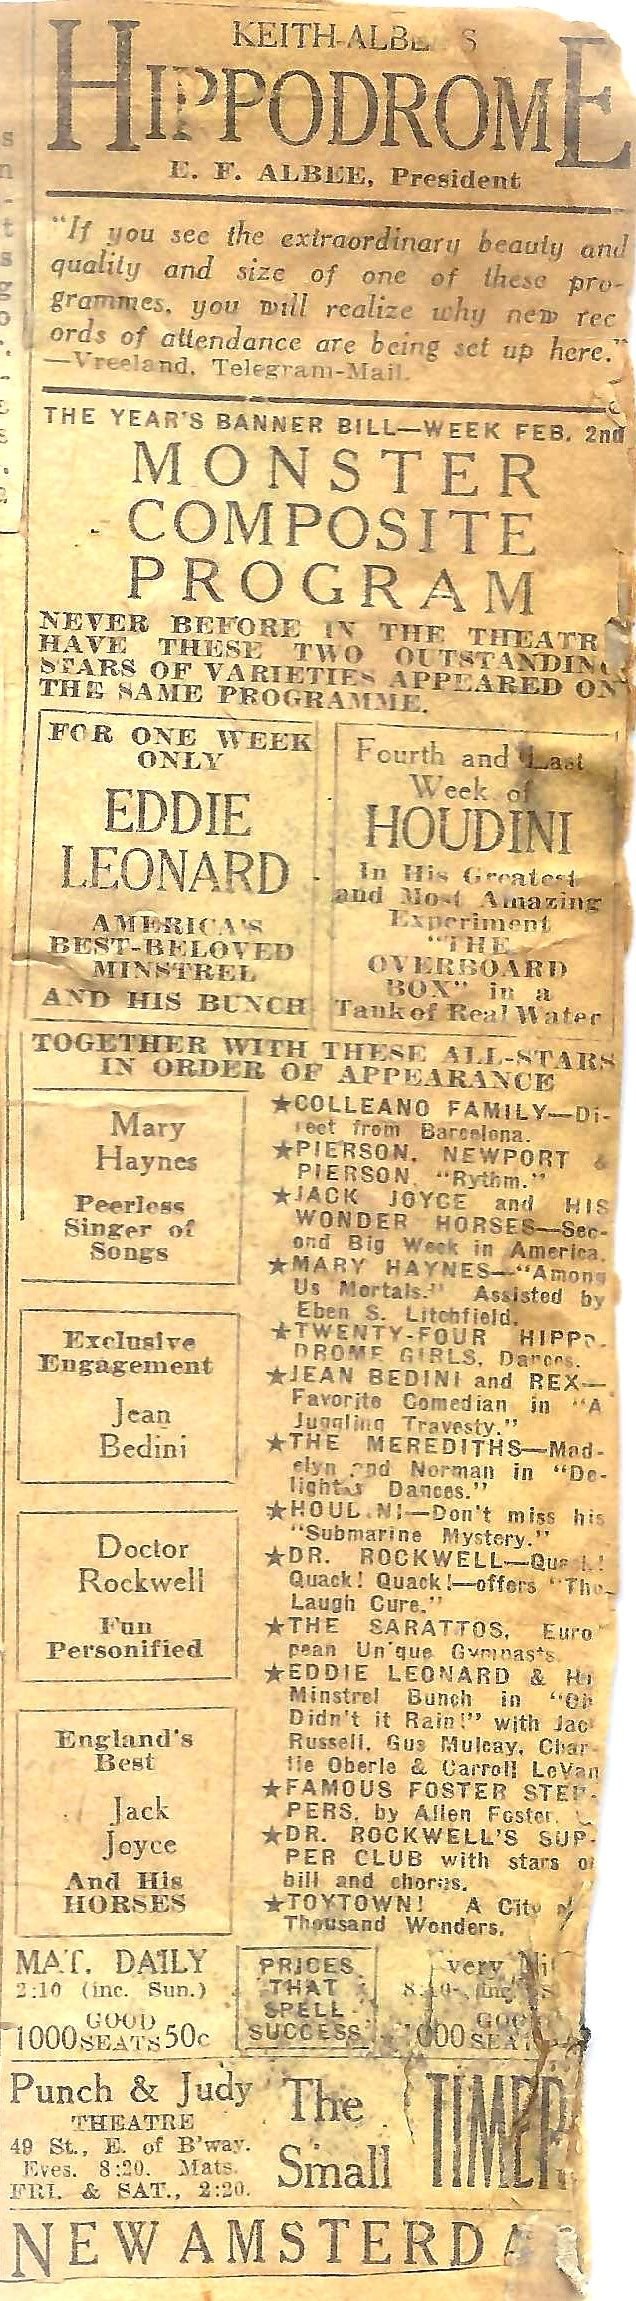 KEITH-ALBEE'S
HIPPODROME
E. F. ALBEE, President
"If you see the extraordinary beauty and
quality and size of one of these pro-
grammes, you will realize why new rec
ords of attendance are being set up here."
—Vreeland, Telegram-Mail.
THE YEAR'S BANNER BILL—WEEK FEB. 2nd
MONSTER
COMPOSITE
PROGRAM
NEVER BEFORE IN THE THEATR
HAVE THESE TWO OUTSTANDING
STARS OF VARIETIES APPEARED ON
THE SAME PROGRAMME.
FOR ONE WEEK
ONLY
EDDIE
LEONARD
AMERICA'S
BEST-BELOVED
MINSTREL
AND HIS BUNCH
Fourth and Last
Week of
HOUDINI
In His Greatest
and Most Amazing
Experiment
"THE
OVERBOARD
BOX" in a
Tank of Real Water
TOGETHER WITH THESE ALL-STARS
IN ORDER OF APPEARANCE
Mary
Haynes
Peerless
Singer of
Songs
Exclusive
Engagement
Jean
Bedini
Doctor
Rockwell
Fun
Personified
England's
Best
Jack
Joyce
And His
HORSES
★COLLEANO FAMILY—Di-
rect from Barcelona.
★PIERSON, NEWPORT &
PIERSON, "Rythm."
★JACK JOYCE and HIS
WONDER HORSES—Sec-
ond Big Week in America.
★MARY HAYNES—"Among
Us Mortals." Assisted by
Eben S. Litchfield.
★TWENTY-FOUR HIPPO-
DROME GIRLS, Dances.
★JEAN BEDINI and REX—
Favorite Comedian in "A
Juggling Travesty."
★THE MEREDITHS—Mad-
elyn and Norman in "De-
lights Dances."
★HOUDINI—Don't miss his
"Submarine Mystery."
★DR. ROCKWELL—Quack!
Quack! Quack!—offers "The
Laugh Cure."
★THE SARATTOS, Euro
pean Unique Gymnasts.
★EDDIE LEONARD & Hi
Minstrel Bunch in "Oh
Didn't it Rain!" with Jac
Russell, Gus Mulcay, Char-
lie Oberle & Carroll LeVan
★FAMOUS FOSTER STEP-
PERS, by Allen Foster.
★DR. ROCKWELL'S SUP-
PER CLUB with stars of
bill and chorus.
★TOYTOWN! A City of
Thousand Wonders.
MAT. DAILY
2:10 (inc. Sun.)
1000 GOOD SEATS 50c
PRICES
THAT
SPELL
SUCCESS
very Ni
1000 GOO SEA
Punch & Judy
THEATRE
49 St., E. of B'way.
Eves. 8:20. Mats.
FRI. & SAT., 2:20.
The
Small
TIMER
NEW AMSTERDA